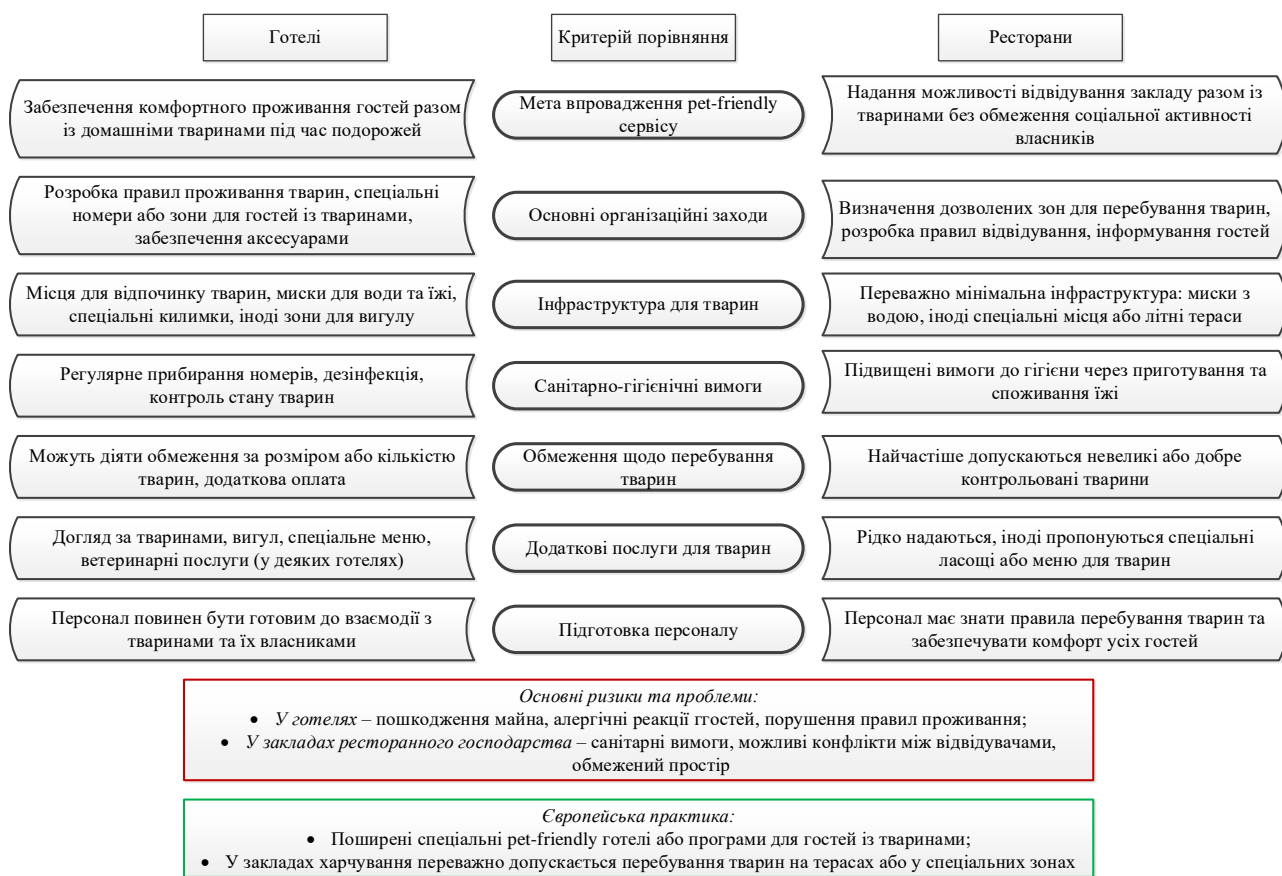 Готелі
Критерій порівняння
Ресторани
Забезпечення комфортного проживання гостей разом
із домашніми тваринами під час подорожей
Мета впровадження pet-friendly
сервісу
Надання можливості відвідування закладу разом із
тваринами без обмеження соціальної активності
власників
Розробка правил проживання тварин, спеціальні
номери або зони для гостей із тваринами,
забезпечення аксесуарами
Основні організаційні заходи
Визначення дозволених зон для перебування тварин,
розробка правил відвідування, інформування гостей
Місця для відпочинку тварин, миски для води та їжі,
спеціальні килимки, іноді зони для вигулу
Інфраструктура для тварин
Переважно мінімальна інфраструктура: миски з
водою, іноді спеціальні місця або літні тераси
Регулярне прибирання номерів, дезінфекція,
контроль стану тварин
Санітарно-гігієнічні вимоги
Підвищені вимоги до гігієни через приготування та
споживання їжі
Можуть діяти обмеження за розміром або кількістю
тварин, додаткова оплата
Обмеження щодо перебування
тварин
Найчастіше допускаються невеликі або добре
контрольовані тварини
Догляд за тваринами, вигул, спеціальне меню,
ветеринарні послуги (у деяких готелях)
Додаткові послуги для тварин
Рідко надаються, іноді пропонуються спеціальні
ласощі або меню для тварин
Персонал повинен бути готовим до взаємодії з
тваринами та їх власниками
Підготовка персоналу
Персонал має знати правила перебування тварин та
забезпечувати комфорт усіх гостей
Основні ризики та проблеми:
• У готелях – пошкодження майна, алергічні реакції ггостей, порушення правил проживання;
• У закладах ресторанного господарства – санітарні вимоги, можливі конфлікти між відвідувачами,
обмежений простір
Європейська практика:
• Поширені спеціальні pet-friendly готелі або програми для гостей із тваринами;
• У закладах харчування переважно допускається перебування тварин на терасах або у спеціальних зонах